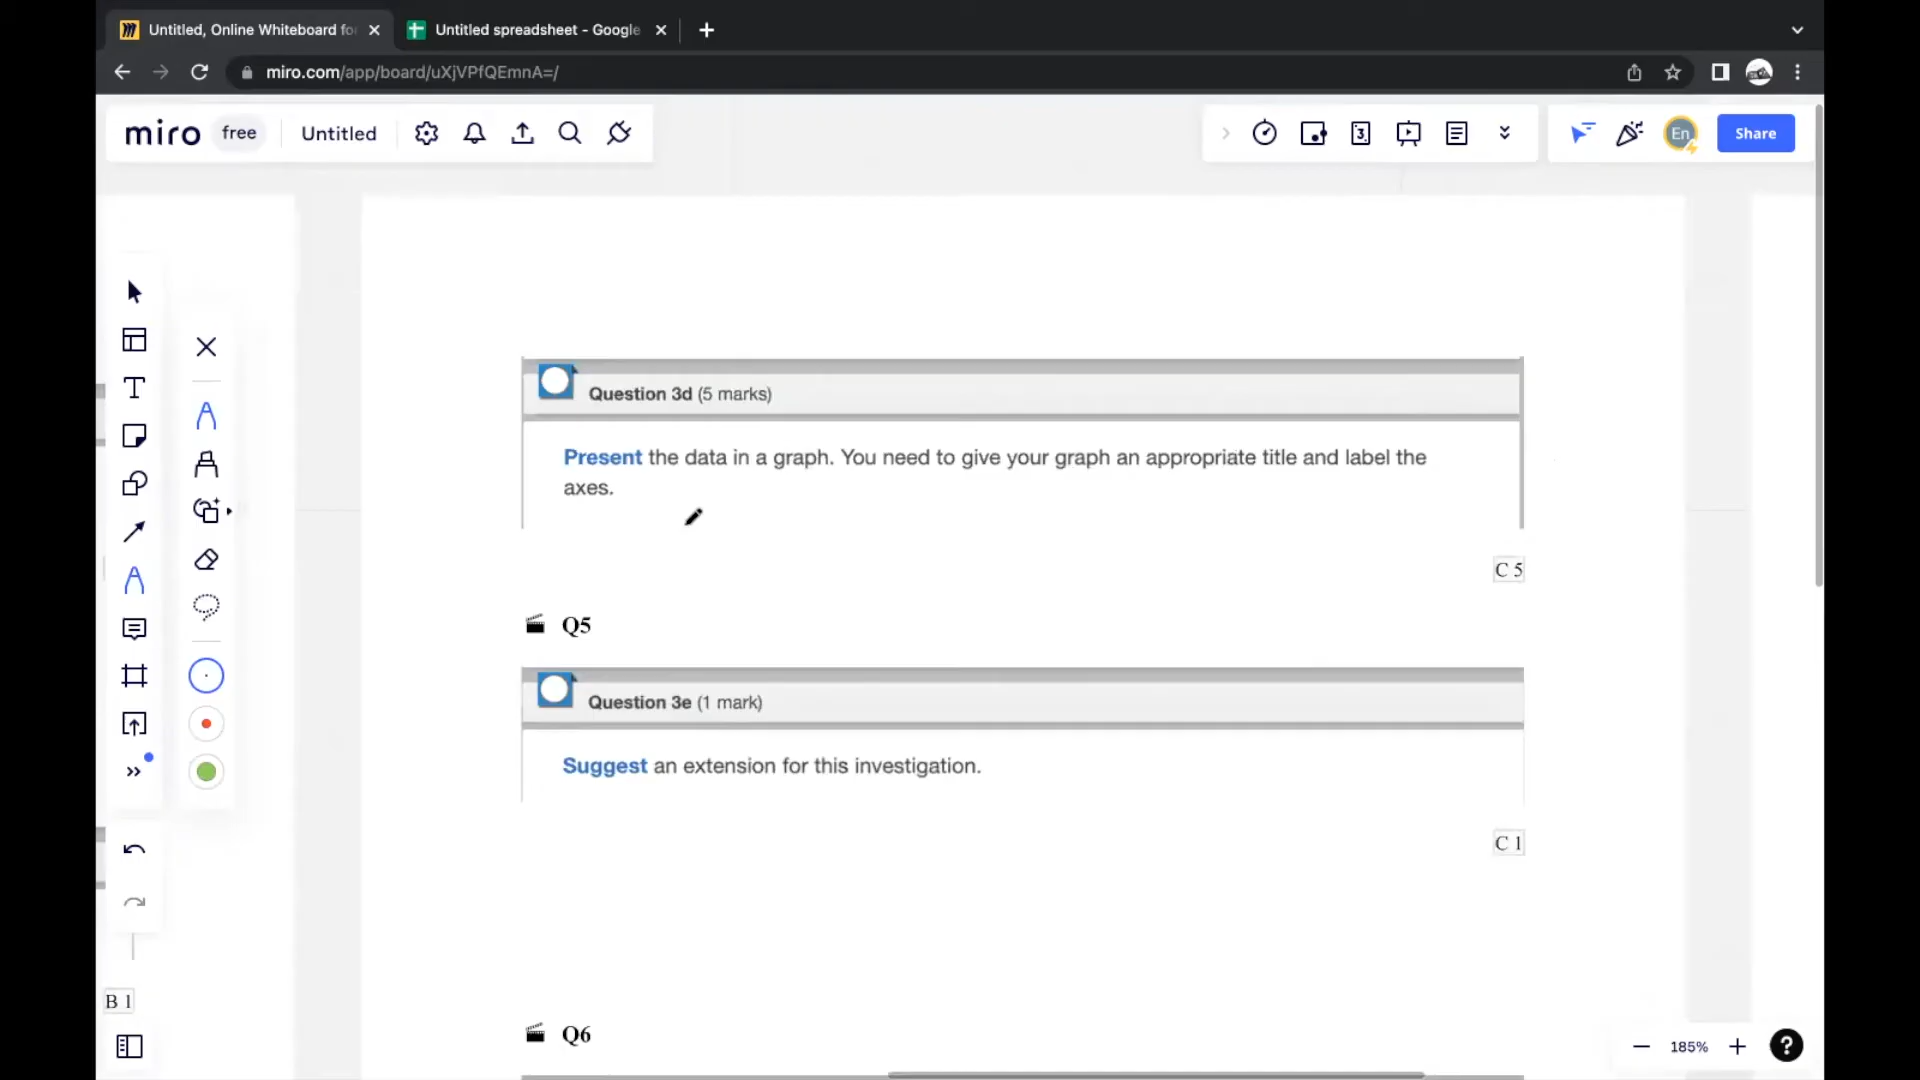 Untitled, Online Whiteboard fo
Untitled spreadsheet - Google
miro.com/app/board/uXjVPfQEmnA=/
miro free Untitled
En Share
Question 3d (5 marks)
Present the data in a graph. You need to give your graph an appropriate title and label the
axes.
C 5
Q5
Question 3e (1 mark)
Suggest an extension for this investigation.
C 1
B 1
Q6
185%